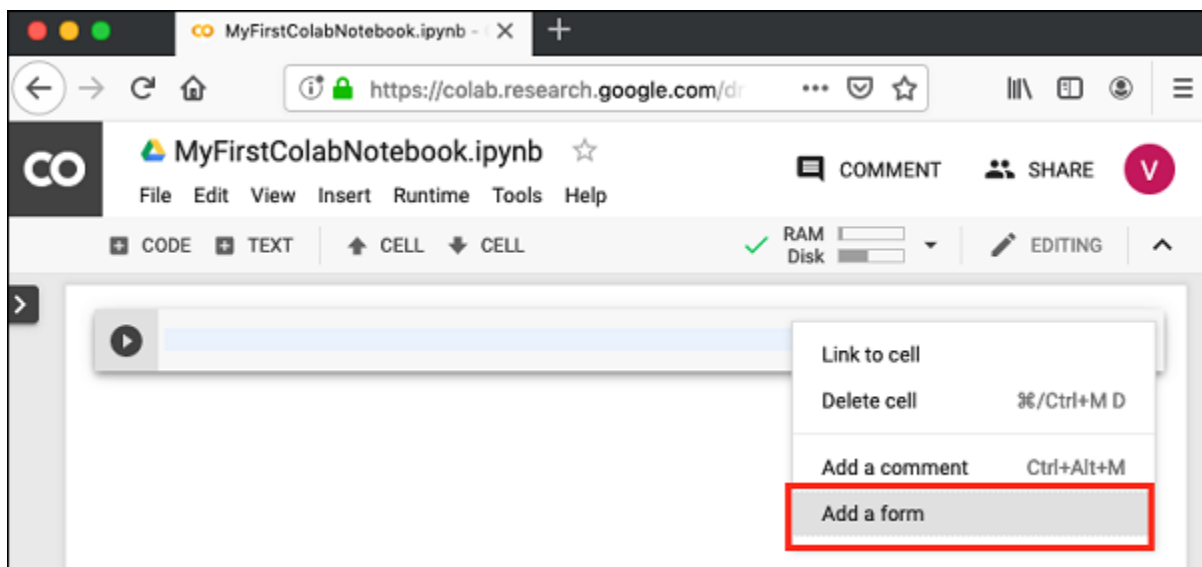 CO MyFirstColabNotebook.ipynb -
https://colab.research.google.com/dr
CO
MyFirstColabNotebook.ipynb
COMMENT SHARE V
File Edit View Insert Runtime Tools Help
CODE TEXT CELL CELL
RAM
Disk
EDITING
Link to cell
Delete cell ⌘/Ctrl+M D
Add a comment Ctrl+Alt+M
Add a form